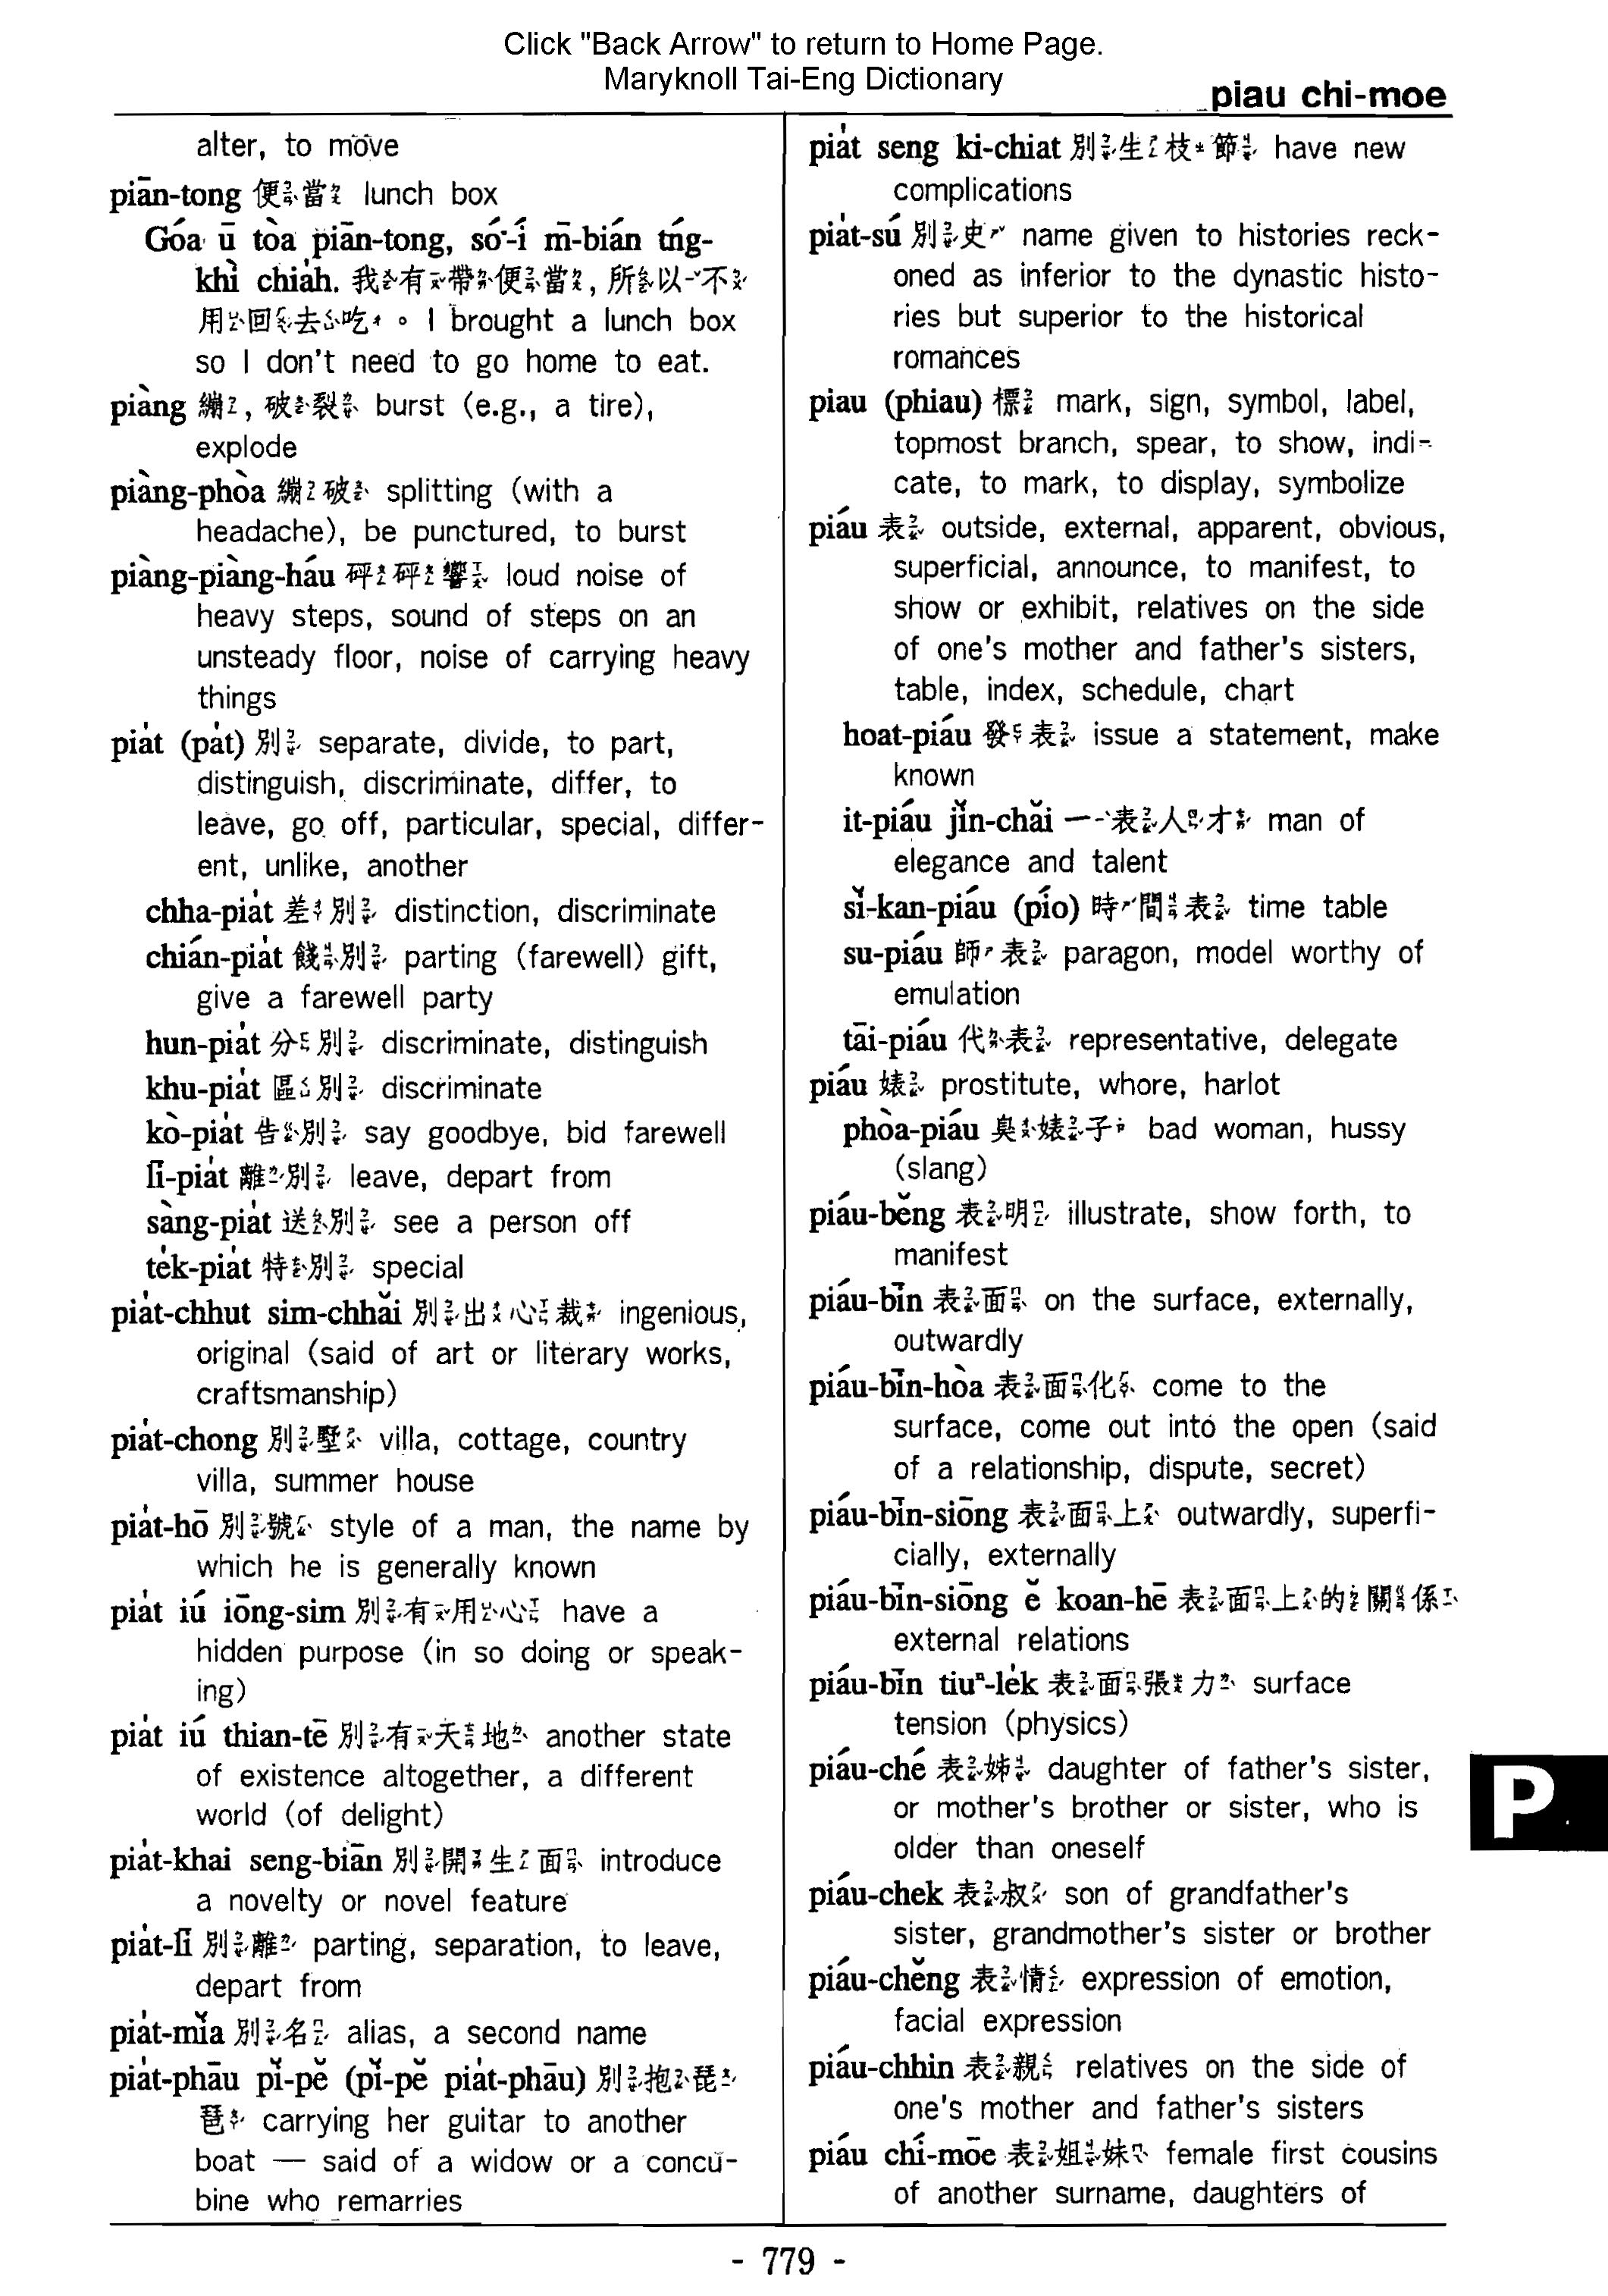 Click "Back Arrow" to return to Home Page.
Maryknoll Tai-Eng Dictionary
piau chi-moe
alter, to move
piān-tong 便當 lunch box
Góa ū tòa piān-tong, só͘-í m̄-bián tńg-
khì chia̍h. 我有帶便當,所以不
用回去吃。I brought a lunch box
so I don't need to go home to eat.
piàng 繃, 破裂 burst (e.g., a tire),
explode
piàng-phòa 繃破 splitting (with a
headache), be punctured, to burst
piàng-piàng-háu 砰砰響 loud noise of
heavy steps, sound of steps on an
unsteady floor, noise of carrying heavy
things
pia̍t (pa̍t) 別 separate, divide, to part,
distinguish, discriminate, differ, to
leave, go off, particular, special, differ-
ent, unlike, another
chha-pia̍t 差別 distinction, discriminate
chián-pia̍t 餞別 parting (farewell) gift,
give a farewell party
hun-pia̍t 分別 discriminate, distinguish
khu-pia̍t 區別 discriminate
kò-pia̍t 告別 say goodbye, bid farewell
lī-pia̍t 離別 leave, depart from
sàng-pia̍t 送別 see a person off
te̍k-pia̍t 特別 special
pia̍t-chhut sim-chhǎi 別出心裁 ingenious,
original (said of art or literary works,
craftsmanship)
pia̍t-chong 別墅 villa, cottage, country
villa, summer house
pia̍t-hō 別號 style of a man, the name by
which he is generally known
pia̍t iú iōng-sim 別有用心 have a
hidden purpose (in so doing or speak-
ing)
pia̍t iú thian-tē 別有天地 another state
of existence altogether, a different
world (of delight)
pia̍t-khai seng-biān 別開生面 introduce
a novelty or novel feature
pia̍t-lī 別離 parting, separation, to leave,
depart from
pia̍t-mǐa 別名 alias, a second name
pia̍t-phāu pǐ-pě (pǐ-pě pia̍t-phāu) 別抱琵
琶 carrying her guitar to another
boat — said of a widow or a concu-
bine who remarries
pia̍t seng ki-chiat 別生枝節 have new
complications
pia̍t-sú 別史 name given to histories reck-
oned as inferior to the dynastic histo-
ries but superior to the historical
romances
piau (phiau) 標 mark, sign, symbol, label,
topmost branch, spear, to show, indi-
cate, to mark, to display, symbolize
piáu 表 outside, external, apparent, obvious,
superficial, announce, to manifest, to
show or exhibit, relatives on the side
of one's mother and father's sisters,
table, index, schedule, chart
hoat-piáu 發表 issue a statement, make
known
it-piáu jǐn-chǎi 一表人才 man of
elegance and talent
sǐ-kan-piáu (pío) 時間表 time table
su-piáu 師表 paragon, model worthy of
emulation
tāi-piáu 代表 representative, delegate
piáu 婊 prostitute, whore, harlot
phòa-piáu 臭婊子 bad woman, hussy
(slang)
piáu-běng 表明 illustrate, show forth, to
manifest
piáu-bīn 表面 on the surface, externally,
outwardly
piáu-bīn-hòa 表面化 come to the
surface, come out into the open (said
of a relationship, dispute, secret)
piáu-bīn-siōng 表面上 outwardly, superfi-
cially, externally
piáu-bīn-siōng ě koan-hē 表面上的關係
external relations
piáu-bīn tiuⁿ-le̍k 表面張力 surface
tension (physics)
piáu-ché 表姊 daughter of father's sister,
or mother's brother or sister, who is
older than oneself
piáu-chek 表叔 son of grandfather's
sister, grandmother's sister or brother
piáu-chěng 表情 expression of emotion,
facial expression
piáu-chhin 表親 relatives on the side of
one's mother and father's sisters
piáu chí-mōe 表姐妹 female first cousins
of another surname, daughters of
P
- 779 -